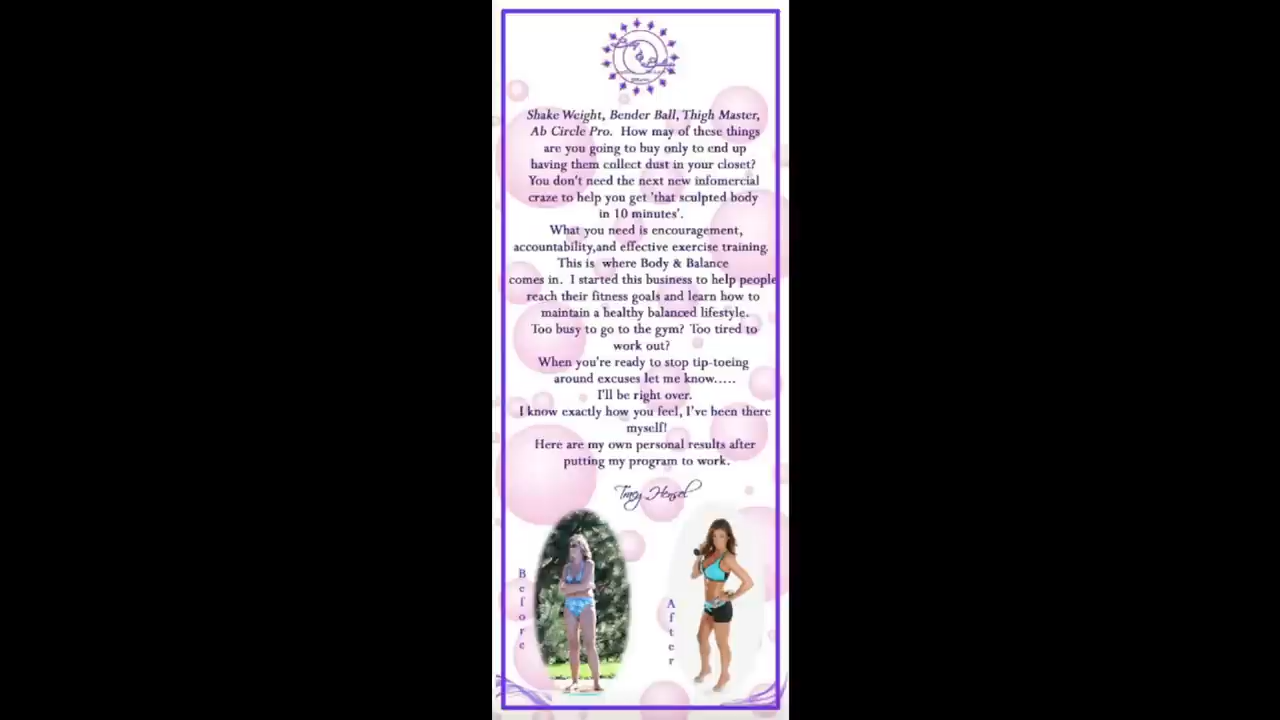 Body
&
Balance
Shake Weight, Bender Ball, Thigh Master,
Ab Circle Pro. How may of these things
are you going to buy only to end up
having them collect dust in your closet?
You don't need the next new infomercial
craze to help you get 'that sculpted body
in 10 minutes'.
What you need is encouragement,
accountability,and effective exercise training.
This is where Body & Balance
comes in. I started this business to help people
reach their fitness goals and learn how to
maintain a healthy balanced lifestyle.
Too busy to go to the gym? Too tired to
work out?
When you're ready to stop tip-toeing
around excuses let me know.....
I'll be right over.
I know exactly how you feel, I've been there
myself!
Here are my own personal results after
putting my program to work.
Tracy Hensel
Before
After